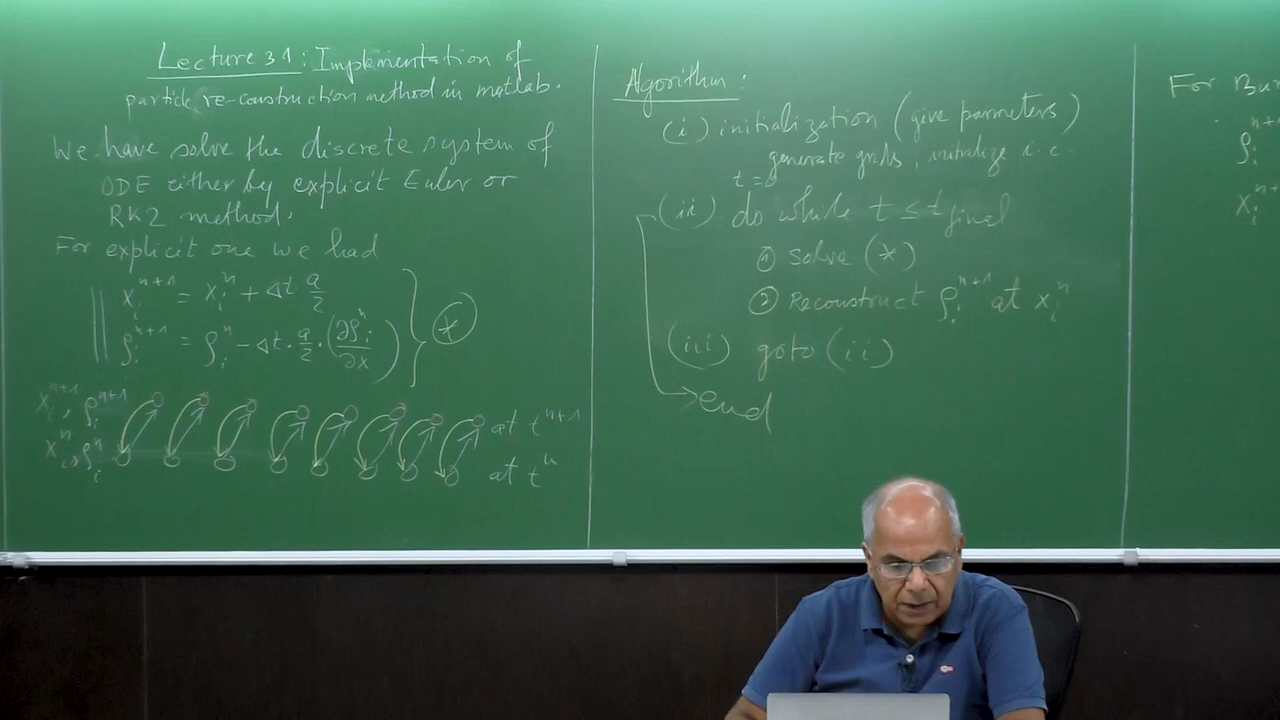 Lecture 31: Implementation of
particle re-construction method in matlab.
We have solve the discrete system of
ODE either by explicit Euler or
RK2 method.
For explicit one we had
x_i^{n+1} = x_i^n + Δt · a/2
ρ_i^{n+1} = ρ_i^n - Δt · a/2 · (∂ρ_i^n/∂x)
(*)
x_i^{n+1}, ρ_i^{n+1} at t^{n+1}
x_i^n, ρ_i^n at t^n
Algorithm:
(i) initialization (give parmeters)
generate grids, initialize i.c.
t = 0
(ii) do while t ≤ t_final
① solve (*)
② Reconstruct ρ_i^{n+1} at x_i^n
(iii) goto (ii)
end
For Bu
ρ_i^{n+1}
x_i^{n+1}